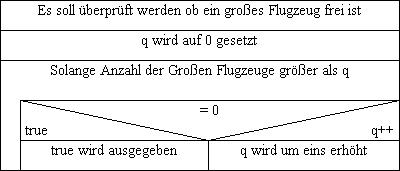 Es soll überprüft werden ob ein großes Flugzeug frei ist
q wird auf 0 gesetzt
Solange Anzahl der Großen Flugzeuge größer als q
= 0
true q++
true wird ausgegeben q wird um eins erhöht